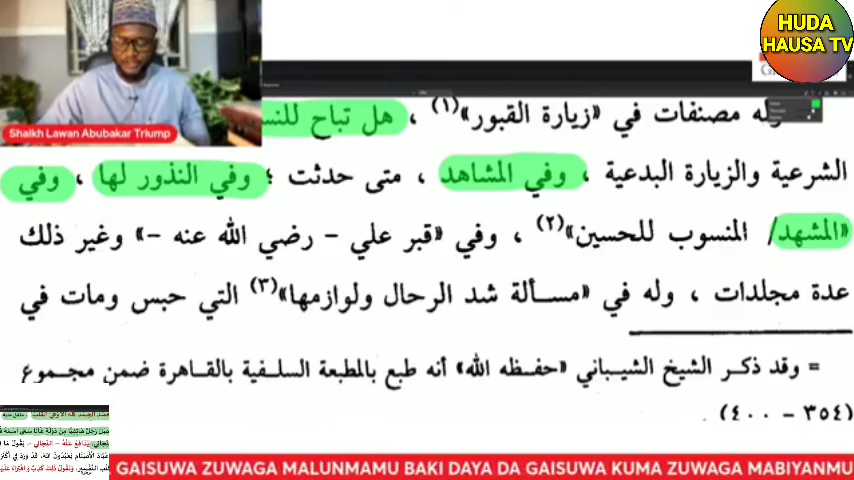 HUDA
HAUSA TV
Shaikh Lawan Abubakar Triump
وله مصنفات في «زيارة القبور»(١) ، هل تباح للنس
الشرعية والزيارة البدعية ، وفي المشاهد ، متى حدثت ؛ وفي النذور لها ، وفي
«المشهد/ المنسوب للحسين»(٢) ، وفي «قبر علي - رضي الله عنه -» وغير ذلك
عدة مجلدات ، وله في «مسألة شد الرحال ولوازمها»(٣) التي حبس ومات في
= وقد ذكر الشيخ الشيباني «حفظه الله» أنه طبع بالمطبعة السلفية بالقاهرة ضمن مجموع
(٣٥٤ - ٤٠٠) .
GAISUWA ZUWAGA MALUNMAMU BAKI DAYA DA GAISUWA KUMA ZUWAGA MABIYANMU